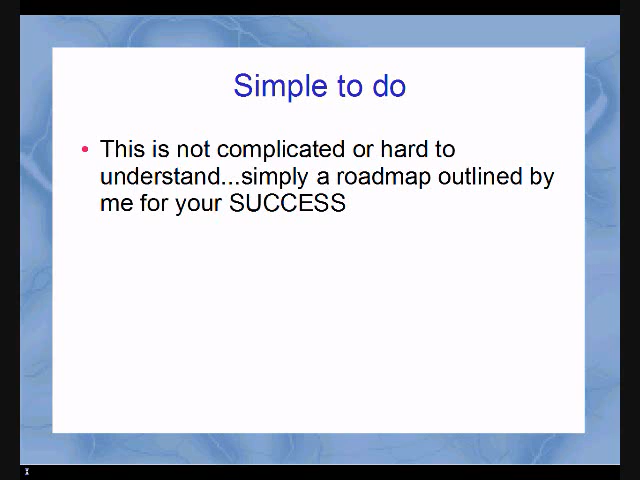 Simple to do
• This is not complicated or hard to
understand...simply a roadmap outlined by
me for your SUCCESS